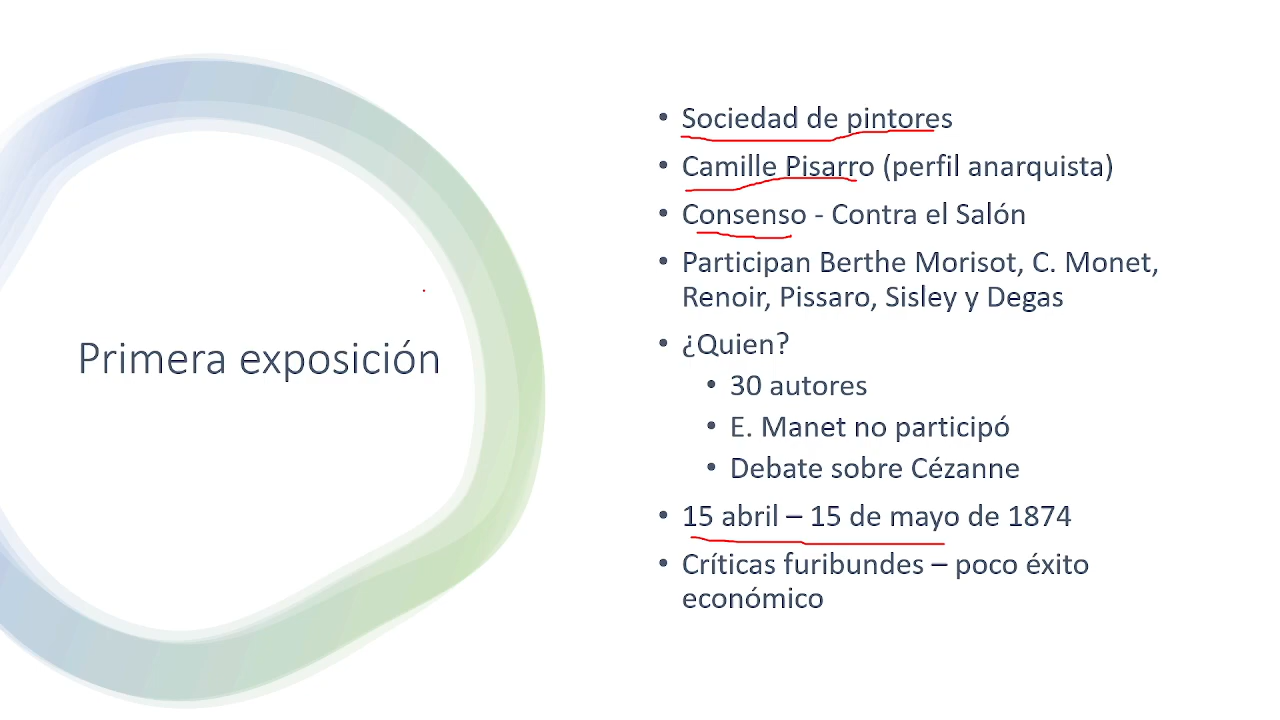 Primera exposición
• Sociedad de pintores
• Camille Pisarro (perfil anarquista)
• Consenso - Contra el Salón
• Participan Berthe Morisot, C. Monet,
Renoir, Pissaro, Sisley y Degas
• ¿Quien?
• 30 autores
• E. Manet no participó
• Debate sobre Cézanne
• 15 abril – 15 de mayo de 1874
• Críticas furibundes – poco éxito
económico